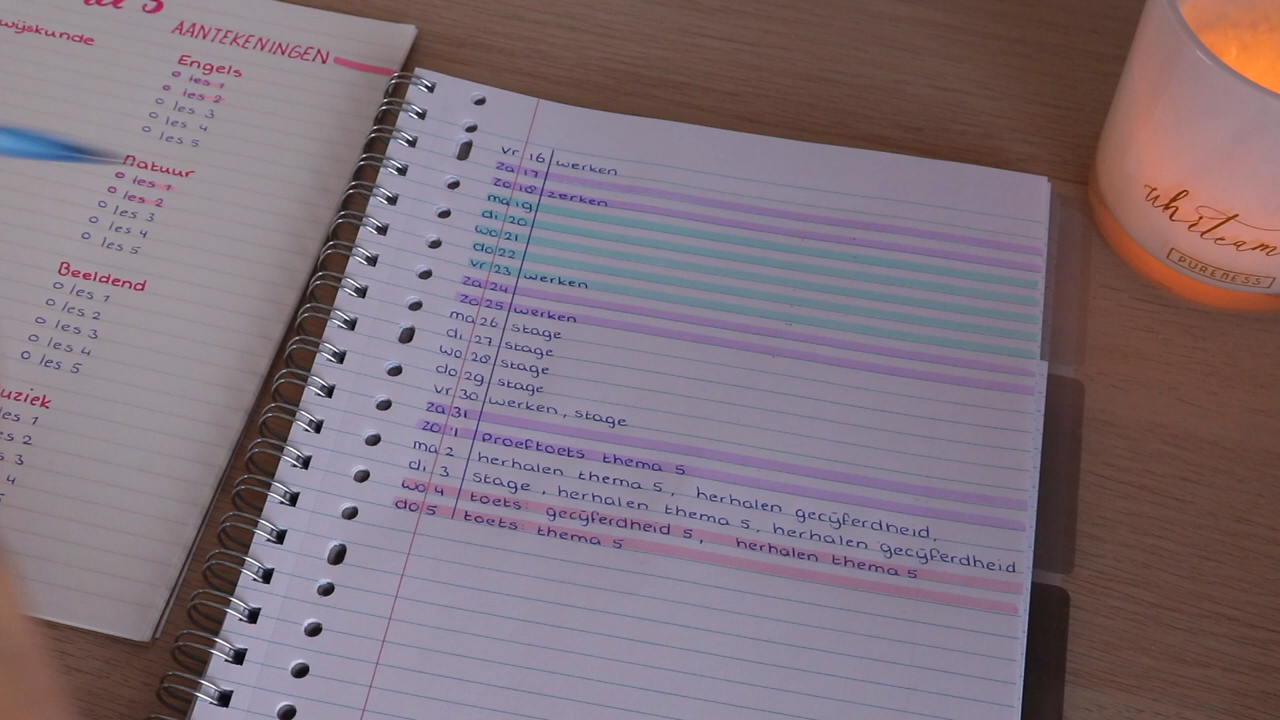 AANTEKENINGEN
Engels
les 1
les 2
les 3
les 4
les 5
Natuur
les 1
les 2
les 3
les 4
les 5
Beeldend
les 1
les 2
les 3
les 4
les 5
les 1
les 2
vr 16 werken
za 17
zo 18 werken
ma 19
di 20
wo 21
do 22
vr 23 werken
za 24
zo 25 werken
ma 26 stage
di 27 stage
wo 28 stage
do 29 stage
vr 30 werken, stage
za 31
zo 1 proeftoets thema 5
ma 2 herhalen thema 5, herhalen gecijferdheid,
di 3 stage, herhalen thema 5, herhalen gecijferdheid
wo 4 toets: gecijferdheid 5, herhalen thema 5
do 5 toets: thema 5
PURENESS